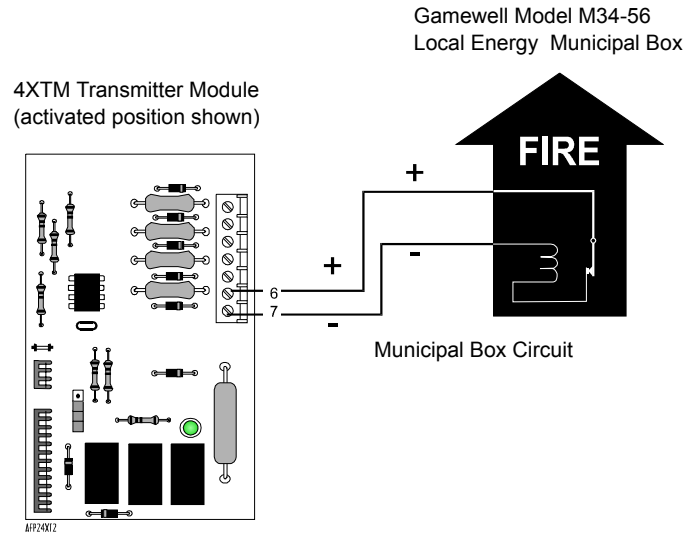 Gamewell Model M34-56
Local Energy Municipal Box
4XTM Transmitter Module
(activated position shown)
FIRE
+
-
+
6
7
-
Municipal Box Circuit
AFP24XT2